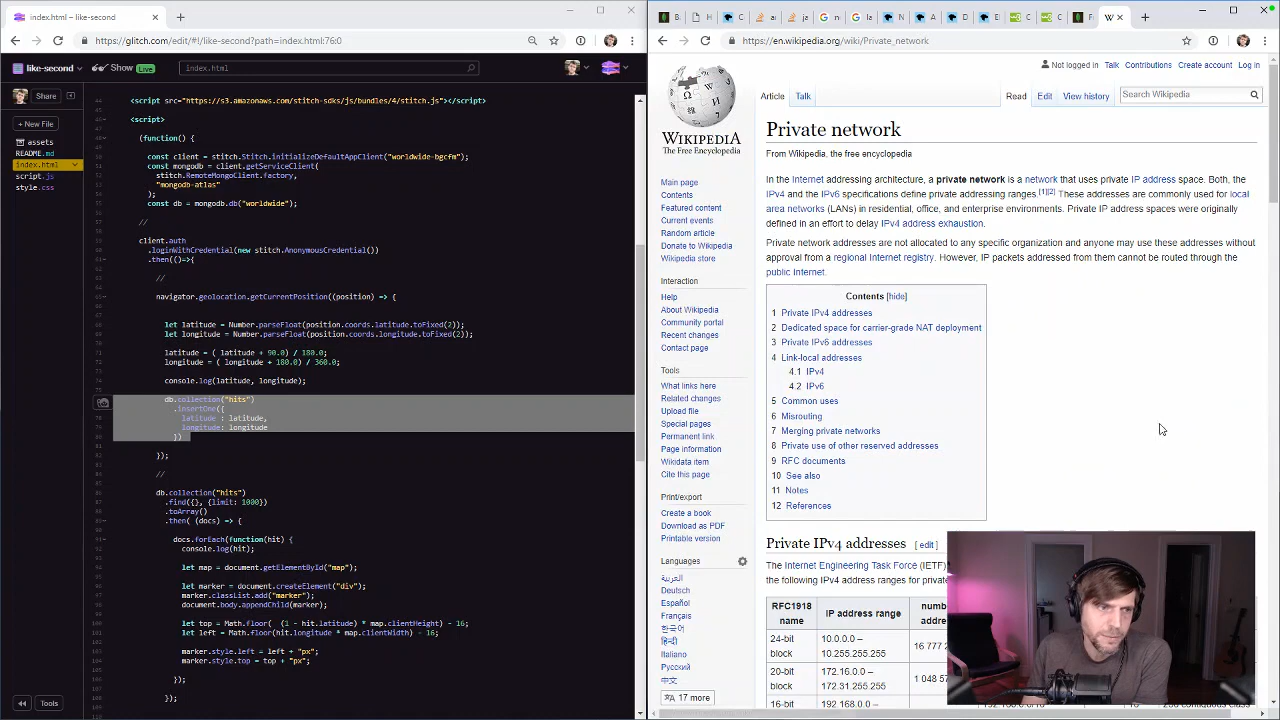 index.html – like-second
https://glitch.com/edit/#!/like-second?path=index.html:76:0
like-second
Show
Live
index.html
Share
+ New File
assets
README.md
index.html
script.js
style.css
<script src="https://s3.amazonaws.com/stitch-sdks/js/bundles/4/stitch.js"></script>
<script>
(function() {
const client = stitch.Stitch.initializeDefaultAppClient("worldwide-bgcfm");
const mongodb = client.getServiceClient(
stitch.RemoteMongoClient.factory,
"mongodb-atlas"
);
const db = mongodb.db("worldwide");
//
client.auth
.loginWithCredential(new stitch.AnonymousCredential())
.then(()=>{
//
navigator.geolocation.getCurrentPosition((position) => {
let latitude = Number.parseFloat(position.coords.latitude.toFixed(2));
let longitude = Number.parseFloat(position.coords.longitude.toFixed(2));
latitude = ( latitude + 90.0) / 180.0;
longitude = ( longitude + 180.0) / 360.0;
console.log(latitude, longitude);
db.collection("hits")
.insertOne({
latitude : latitude,
longitude: longitude
})
});
//
db.collection("hits")
.find({}, {limit: 1000})
.toArray()
.then( (docs) => {
docs.forEach(function(hit) {
console.log(hit);
let map = document.getElementById("map");
let marker = document.createElement("div");
marker.classList.add("marker");
document.body.appendChild(marker);
let top = Math.floor( (1 - hit.latitude) * map.clientHeight) - 16;
let left = Math.floor(hit.longitude * map.clientWidth) - 16;
marker.style.left = left + "px";
marker.style.top = top + "px";
});
});
Tools
https://en.wikipedia.org/wiki/Private_network
Not logged in Talk Contributions Create account Log in
Article Talk
Read Edit View history
Search Wikipedia
WIKIPEDIA
The Free Encyclopedia
Main page
Contents
Featured content
Current events
Random article
Donate to Wikipedia
Wikipedia store
Interaction
Help
About Wikipedia
Community portal
Recent changes
Contact page
Tools
What links here
Related changes
Upload file
Special pages
Permanent link
Page information
Wikidata item
Cite this page
Print/export
Create a book
Download as PDF
Printable version
Languages
العربية
Deutsch
Español
Français
한국어
हिन्दी
Italiano
Русский
中文
17 more
Private network
From Wikipedia, the free encyclopedia
In the Internet addressing architecture, a private network is a network that uses private IP address space. Both, the
IPv4 and the IPv6 specifications define private addressing ranges.[1][2] These addresses are commonly used for local
area networks (LANs) in residential, office, and enterprise environments. Private IP address spaces were originally
defined in an effort to delay IPv4 address exhaustion.
Private network addresses are not allocated to any specific organization and anyone may use these addresses without
approval from a regional Internet registry. However, IP packets addressed from them cannot be routed through the
public Internet.
Contents [hide]
1 Private IPv4 addresses
2 Dedicated space for carrier-grade NAT deployment
3 Private IPv6 addresses
4 Link-local addresses
4.1 IPv4
4.2 IPv6
5 Common uses
6 Misrouting
7 Merging private networks
8 Private use of other reserved addresses
9 RFC documents
10 See also
11 Notes
12 References
Private IPv4 addresses [ edit ]
The Internet Engineering Task Force (IETF)
the following IPv4 address ranges for private
RFC1918
name
IP address range
24-bit
block
10.0.0.0 –
10.255.255.255
16 777 2
20-bit
block
172.16.0.0 –
172.31.255.255
1 048 57
16-bit